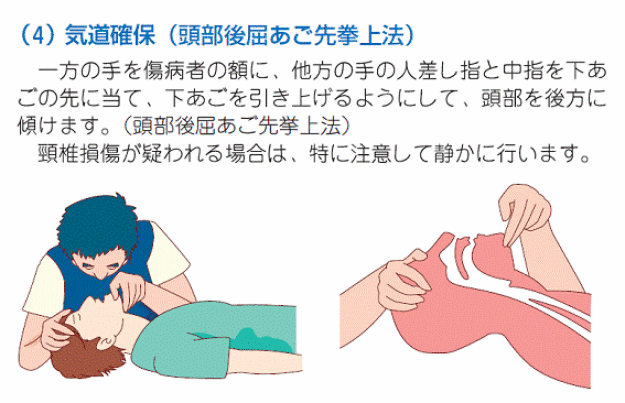 （4）気道確保（頭部後屈あご先挙上法）
一方の手を傷病者の額に、他方の手の人差し指と中指を下あ
ごの先に当て、下あごを引き上げるようにして、頭部を後方に
傾けます。（頭部後屈あご先挙上法）
頸椎損傷が疑われる場合は、特に注意して静かに行います。